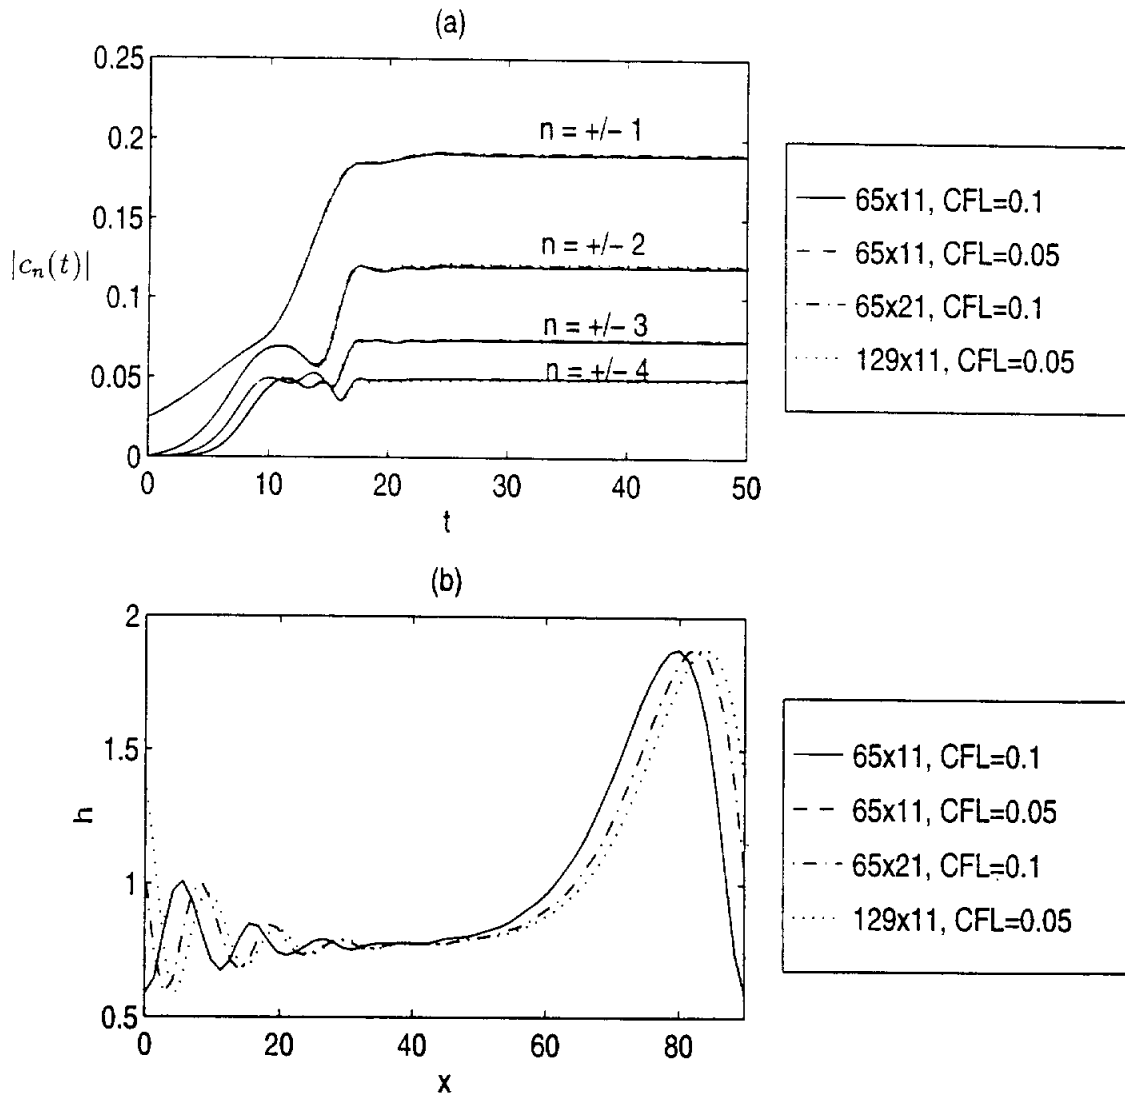 (a)
0.25
0.2
0.15
|c_n(t)|
0.1
0.05
0
n = +/− 1
n = +/− 2
n = +/− 3
n = +/− 4
0 10 20 30 40 50
t
65x11, CFL=0.1
65x11, CFL=0.05
65x21, CFL=0.1
129x11, CFL=0.05
(b)
2
1.5
h
1
0.5
0 20 40 60 80
x
65x11, CFL=0.1
65x11, CFL=0.05
65x21, CFL=0.1
129x11, CFL=0.05